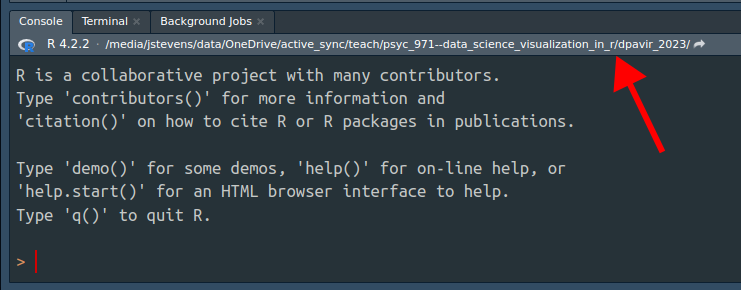 Console Terminal × Background Jobs ×
R 4.2.2 · /media/jstevens/data/OneDrive/active_sync/teach/psyc_971--data_science_visualization_in_r/dpavir_2023/
R is a collaborative project with many contributors.
Type 'contributors()' for more information and
'citation()' on how to cite R or R packages in publications.
Type 'demo()' for some demos, 'help()' for on-line help, or
'help.start()' for an HTML browser interface to help.
Type 'q()' to quit R.
>